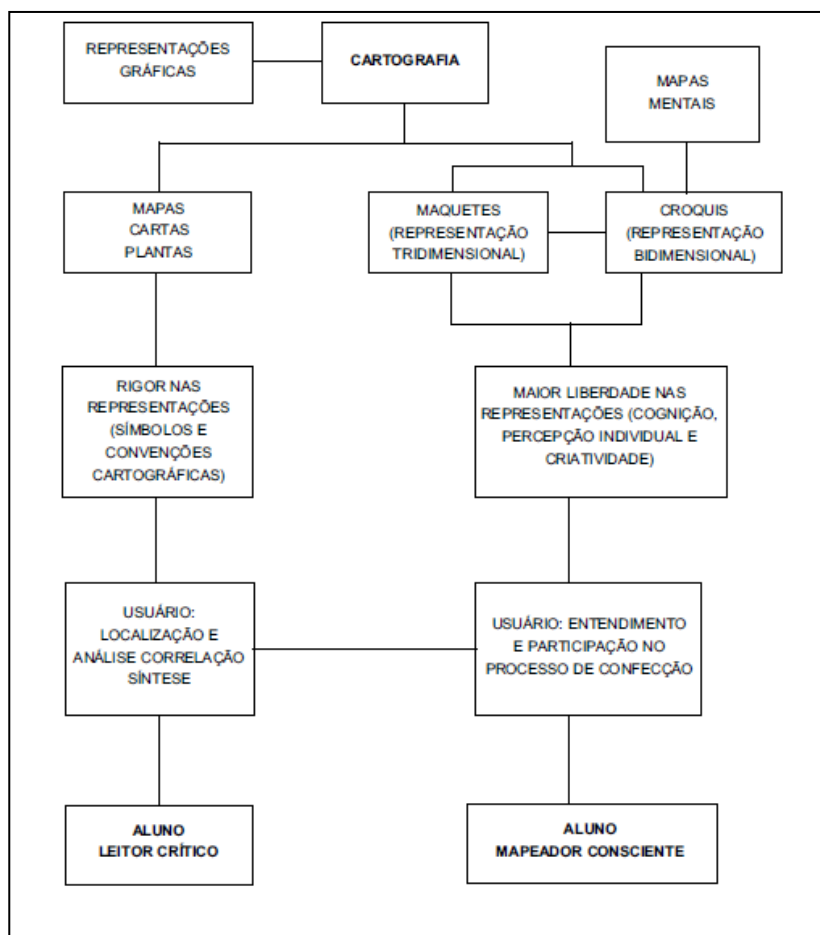 REPRESENTAÇÕES
GRÁFICAS
CARTOGRAFIA
MAPAS
MENTAIS
MAPAS
CARTAS
PLANTAS
MAQUETES
(REPRESENTAÇÃO
TRIDIMENSIONAL)
CROQUIS
(REPRESENTAÇÃO
BIDIMENSIONAL)
RIGOR NAS
REPRESENTAÇÕES
(SÍMBOLOS E
CONVENÇÕES
CARTOGRÁFICAS)
MAIOR LIBERDADE NAS
REPRESENTAÇÕES (COGNIÇÃO,
PERCEPÇÃO INDIVIDUAL E
CRIATIVIDADE)
USUÁRIO:
LOCALIZAÇÃO E
ANÁLISE CORRELAÇÃO
SÍNTESE
USUÁRIO: ENTENDIMENTO
E PARTICIPAÇÃO NO
PROCESSO DE CONFECÇÃO
ALUNO
LEITOR CRÍTICO
ALUNO
MAPEADOR CONSCIENTE